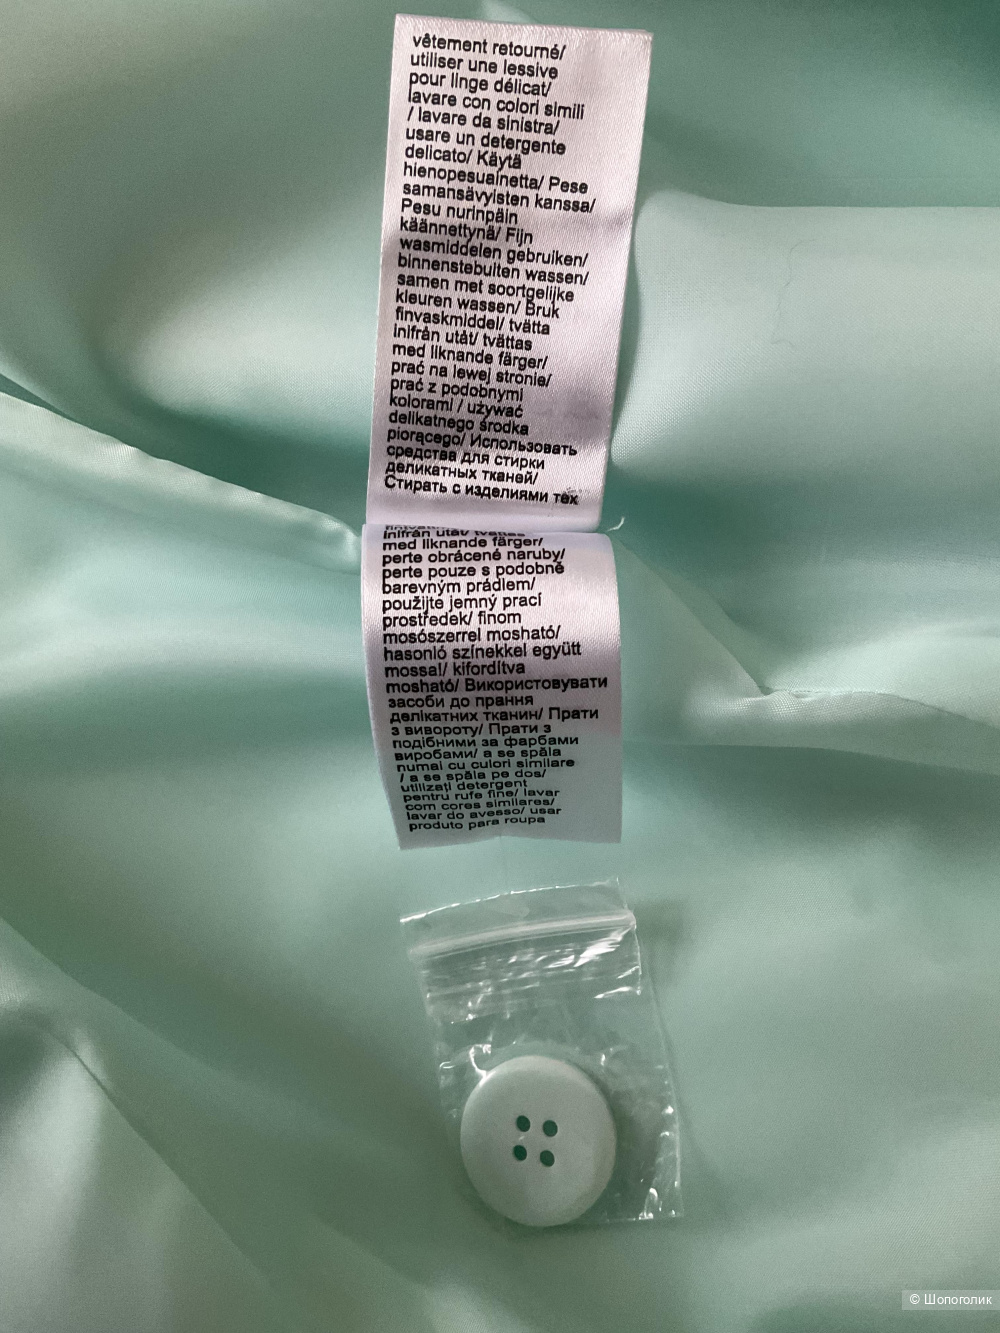 vêtement retourné/
utiliser une lessive
pour linge délicat/
lavare con colori simili
/ lavare da sinistra/
usare un detergente
delicato/ Käytä
hienopesuainetta/ Pese
samansävyisten kanssa/
Pesu nurinpäin
käännettynä/ Fijn
wasmiddelen gebruiken/
binnenstebuiten wassen/
samen met soortgelijke
kleuren wassen/ Bruk
finvaskmiddel/ tvätta
inifrån utåt/ tvättas
med liknande färger/
prać na lewej stronie/
prać z podobnymi
kolorami / używać
delikatnego środka
piorącego/ Использовать
средства для стирки
деликатных тканей/
Стирать с изделиями тех
inifrån utåt/ tvättas
med liknande färger/
perte obrácené naruby/
perte pouze s podobně
barevným prádlem/
použijte jemný prací
prostředek/ finom
mosószerrel mosható/
hasonló színekkel együtt
mossa!/ kifordítva
mosható/ Використовувати
засоби до прання
делікатних тканин/ Прати
з вивороту/ Прати з
подібними за фарбами
виробами/ a se spăla
numai cu culori similare
/ a se spăla pe dos/
utilizați detergent
pentru rufe fine/ lavar
com cores similares/
lavar do avesso/ usar
produto para roupa
© Шопоголик